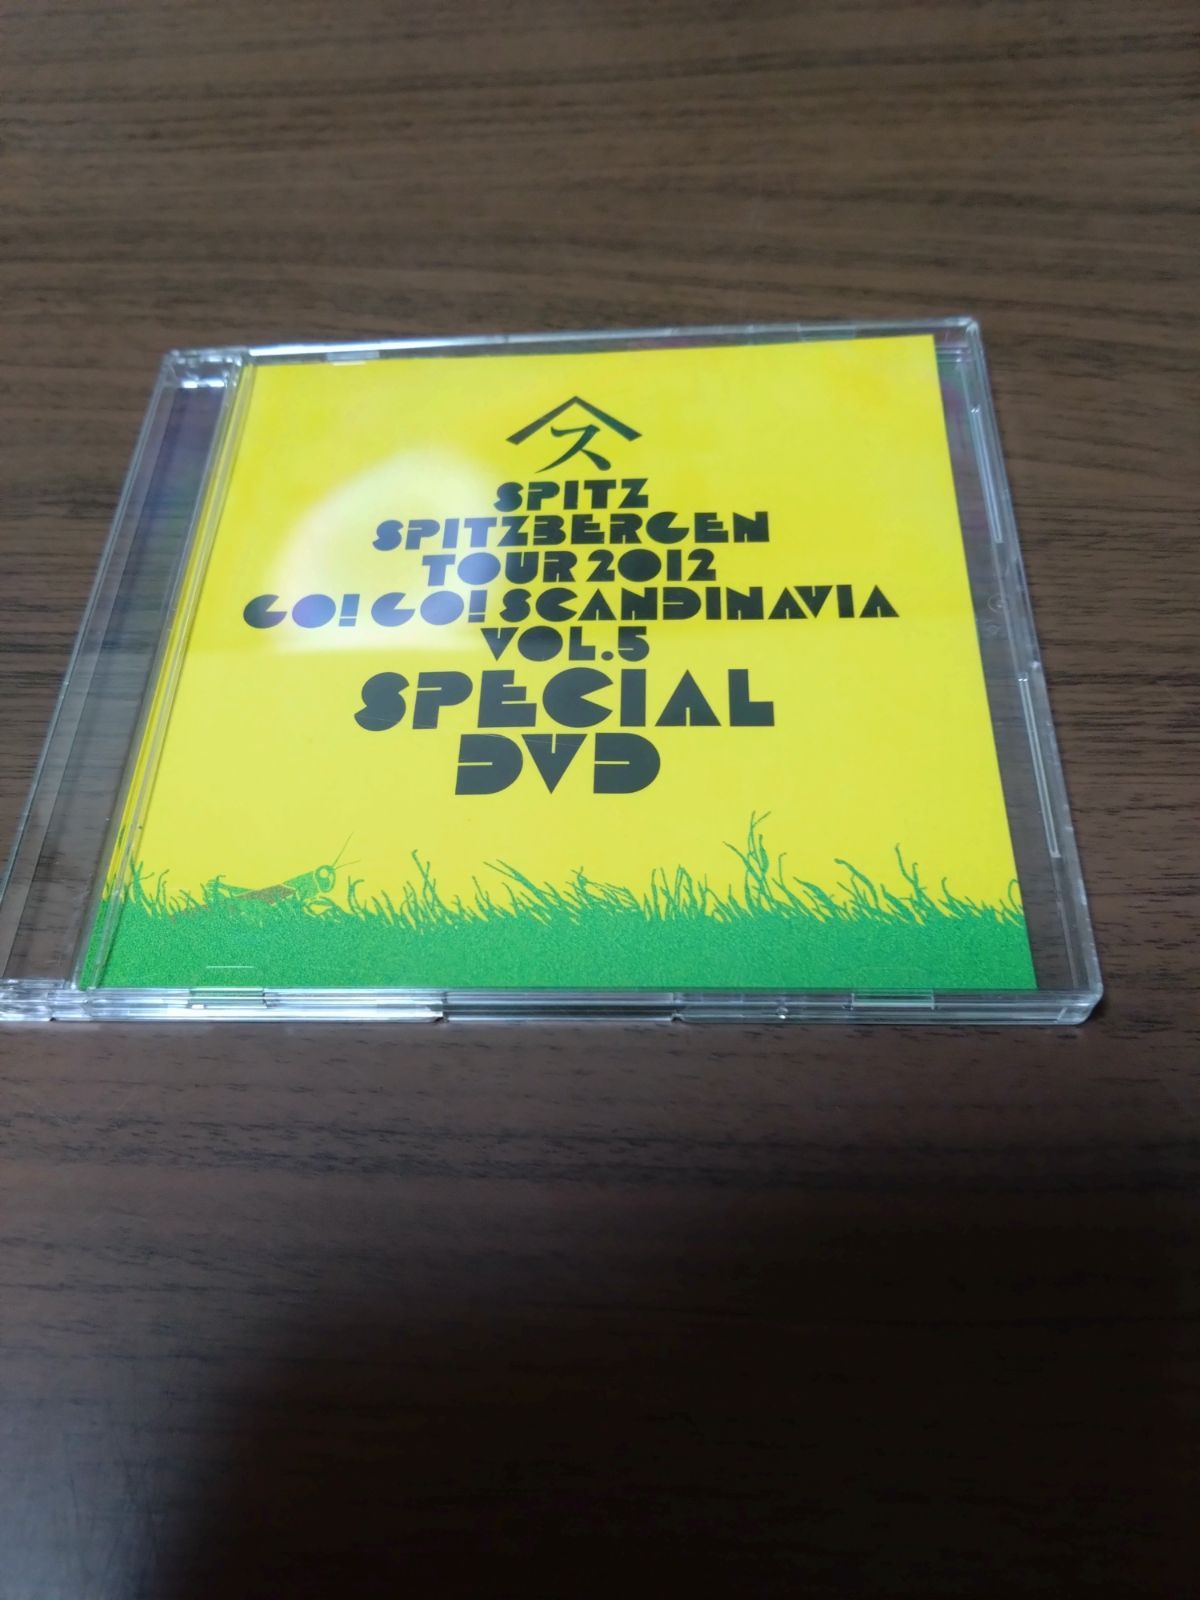 ス
SPITZ
SPITZBERGEN
TOUR 2012
GO! GO! SCANDINAVIA
VOL.5
SPECIAL
DVD